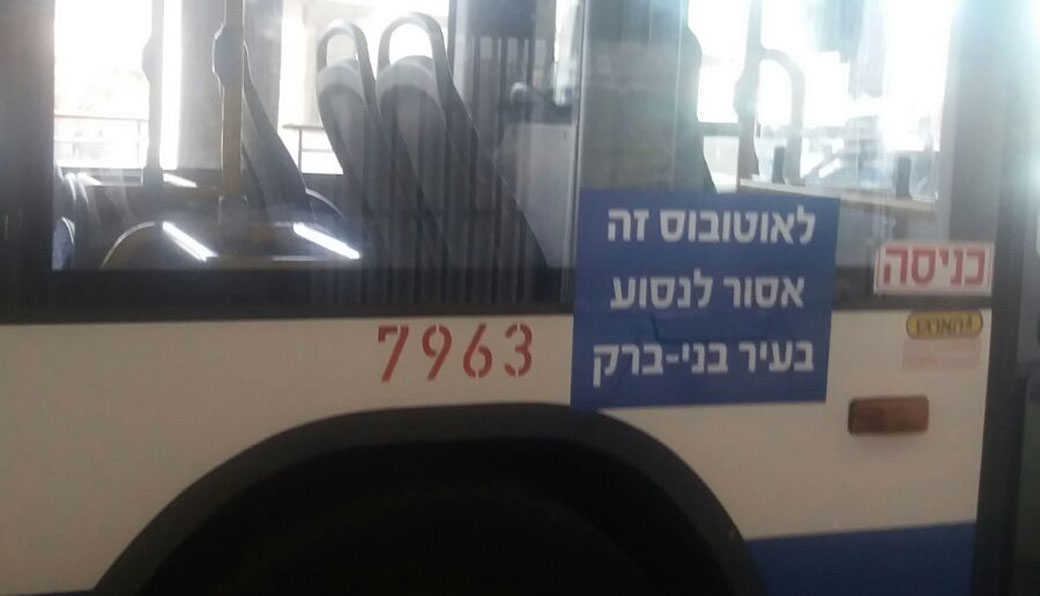 לאוטובוס זה
אסור לנסוע
בעיר בני-ברק
כניסה
7963